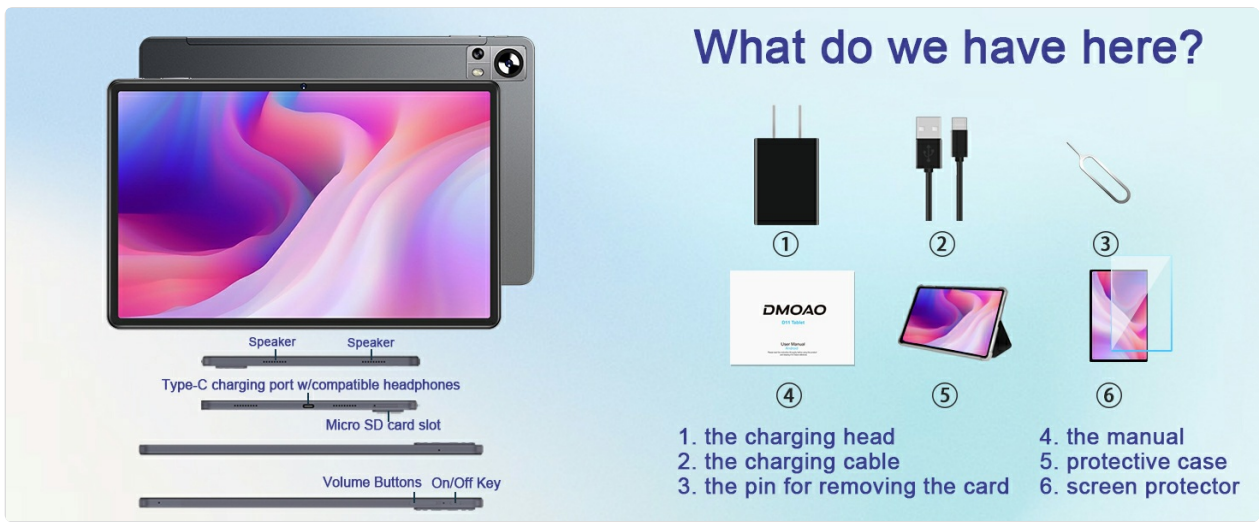 What do we have here?
①
②
③
DMOAO
D11 Tablet
User Manual
④
⑤
⑥
Speaker
Speaker
Type-C charging port w/compatible headphones
Micro SD card slot
Volume Buttons
On/Off Key
1. the charging head
2. the charging cable
3. the pin for removing the card
4. the manual
5. protective case
6. screen protector